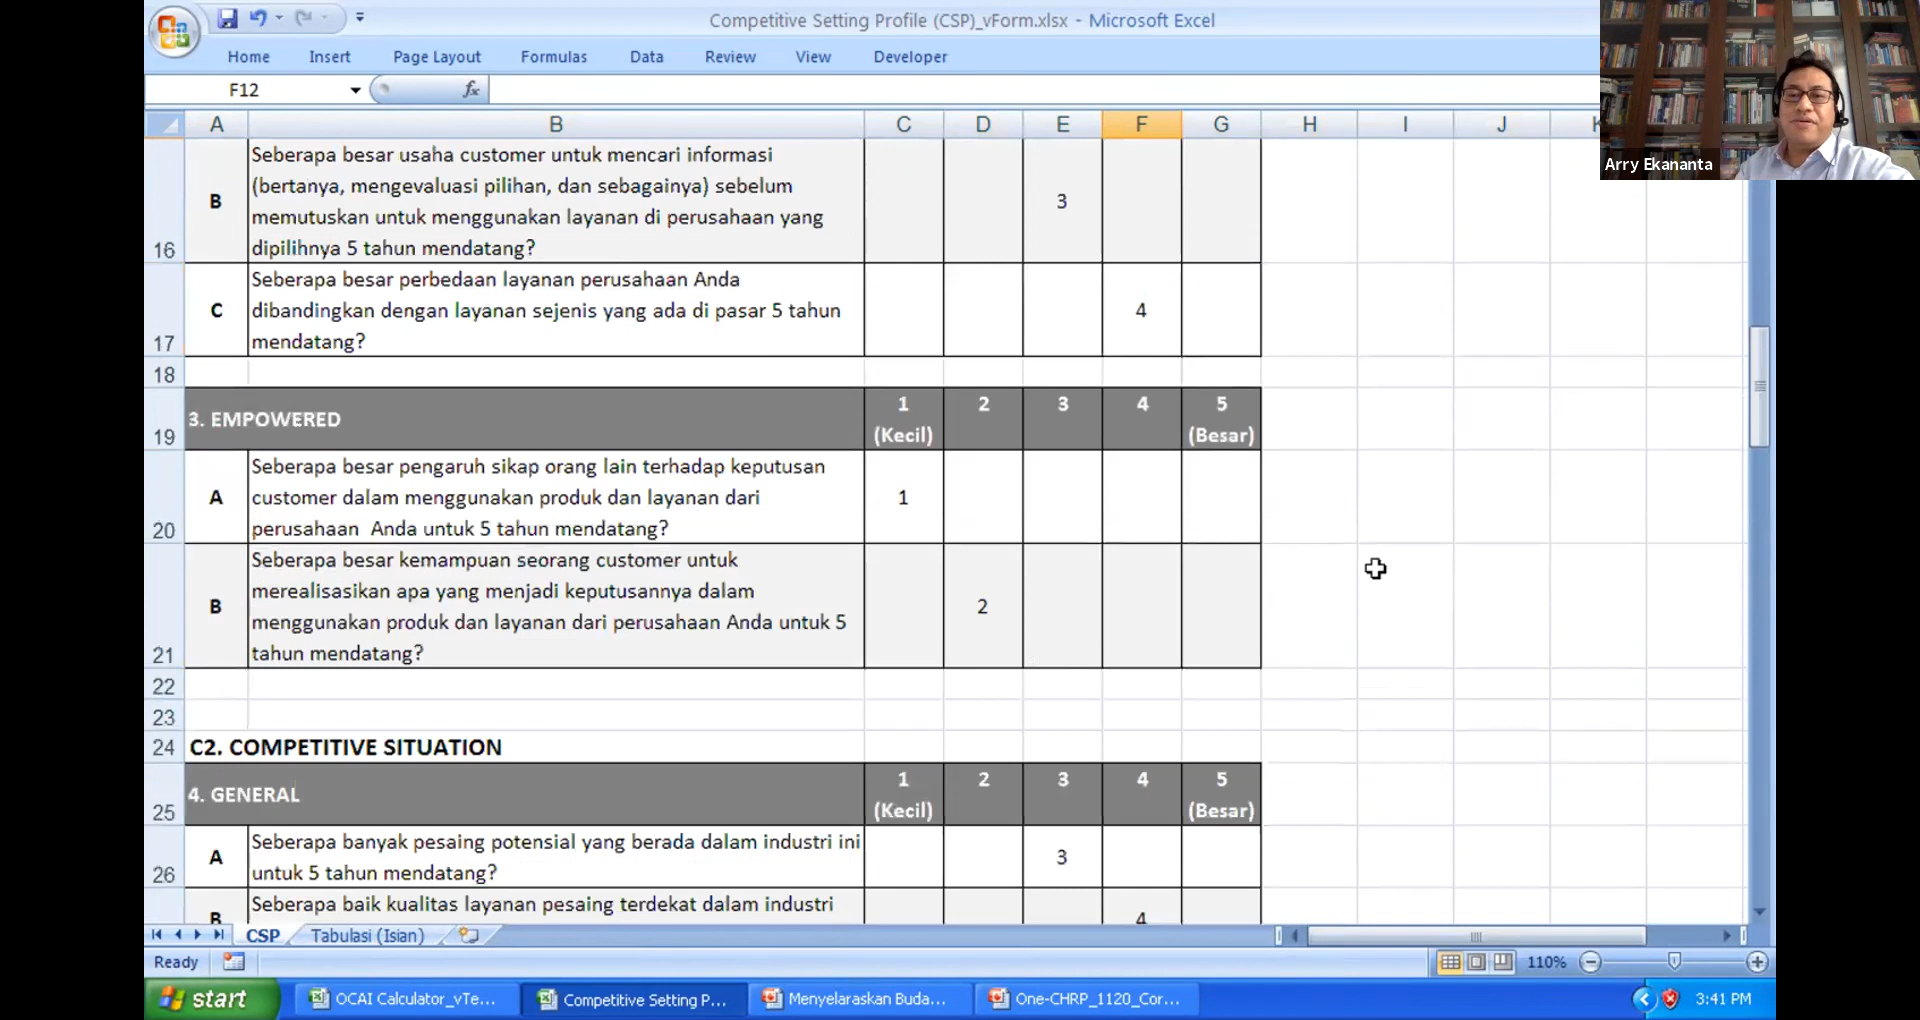 Competitive Setting Profile (CSP)_vForm.xlsx - Microsoft Excel
Home Insert Page Layout Formulas Data Review View Developer
F12 fx
A B C D E F G H I J K
16 B Seberapa besar usaha customer untuk mencari informasi
(bertanya, mengevaluasi pilihan, dan sebagainya) sebelum
memutuskan untuk menggunakan layanan di perusahaan yang
dipilihnya 5 tahun mendatang?
3
17 C Seberapa besar perbedaan layanan perusahaan Anda
dibandingkan dengan layanan sejenis yang ada di pasar 5 tahun
mendatang?
4
18
19 3. EMPOWERED 1 2 3 4 5
(Kecil) (Besar)
20 A Seberapa besar pengaruh sikap orang lain terhadap keputusan
customer dalam menggunakan produk dan layanan dari
perusahaan Anda untuk 5 tahun mendatang?
1
21 B Seberapa besar kemampuan seorang customer untuk
merealisasikan apa yang menjadi keputusannya dalam
menggunakan produk dan layanan dari perusahaan Anda untuk 5
tahun mendatang?
2
22
23
24 C2. COMPETITIVE SITUATION
25 4. GENERAL 1 2 3 4 5
(Kecil) (Besar)
26 A Seberapa banyak pesaing potensial yang berada dalam industri ini
untuk 5 tahun mendatang?
3
B Seberapa baik kualitas layanan pesaing terdekat dalam industri
4
CSP Tabulasi (Isian)
Ready 110%
start OCAI Calculator_vTe... Competitive Setting P... Menyelaraskan Buda... One-CHRP_1120_Cor... 3:41 PM
Arry Ekananta